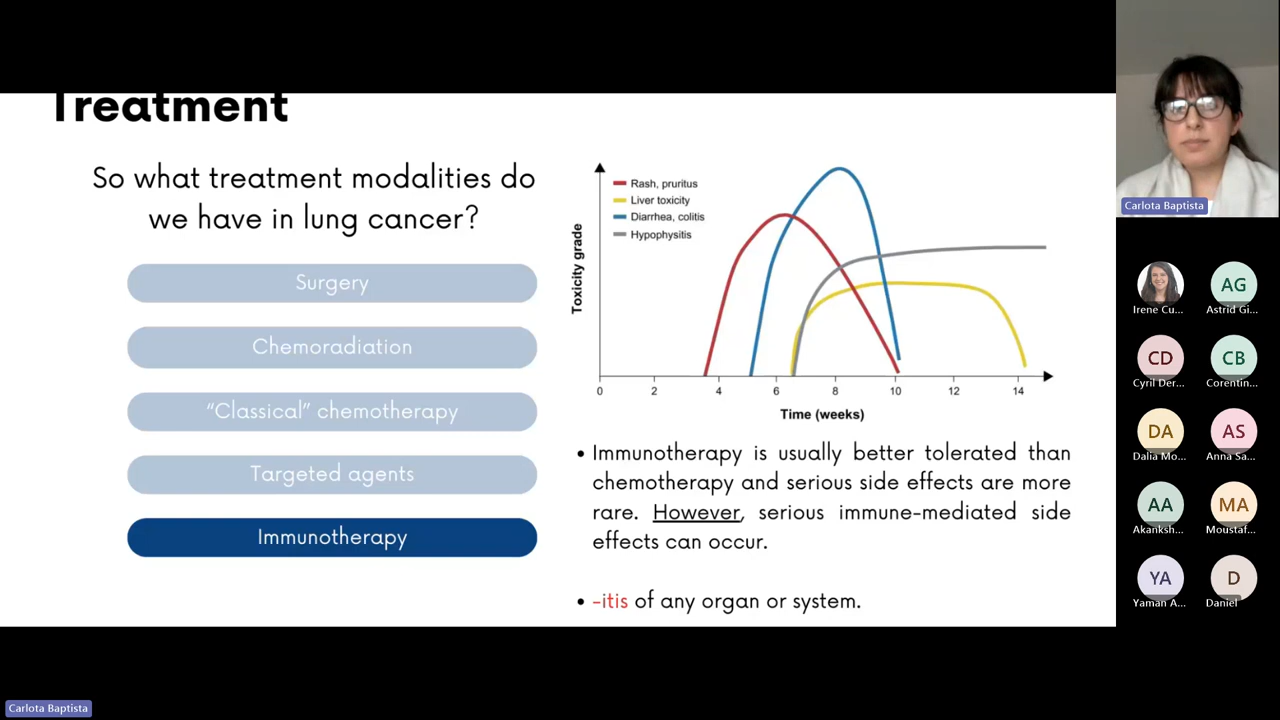 Treatment
So what treatment modalities do
we have in lung cancer?
Surgery
Chemoradiation
“Classical” chemotherapy
Targeted agents
Immunotherapy
Rash, pruritus
Liver toxicity
Diarrhea, colitis
Hypophysitis
Toxicity grade
0 2 4 6 8 10 12 14
Time (weeks)
• Immunotherapy is usually better tolerated than
chemotherapy and serious side effects are more
rare. However, serious immune-mediated side
effects can occur.
• -itis of any organ or system.
Carlota Baptista
Irene Cu...
AG
Astrid Gi...
CD
Cyril Der...
CB
Corentin...
DA
Dalia Mo...
AS
Anna Sa...
AA
Akanksh...
MA
Moustaf...
YA
Yaman A...
D
Daniel
Carlota Baptista